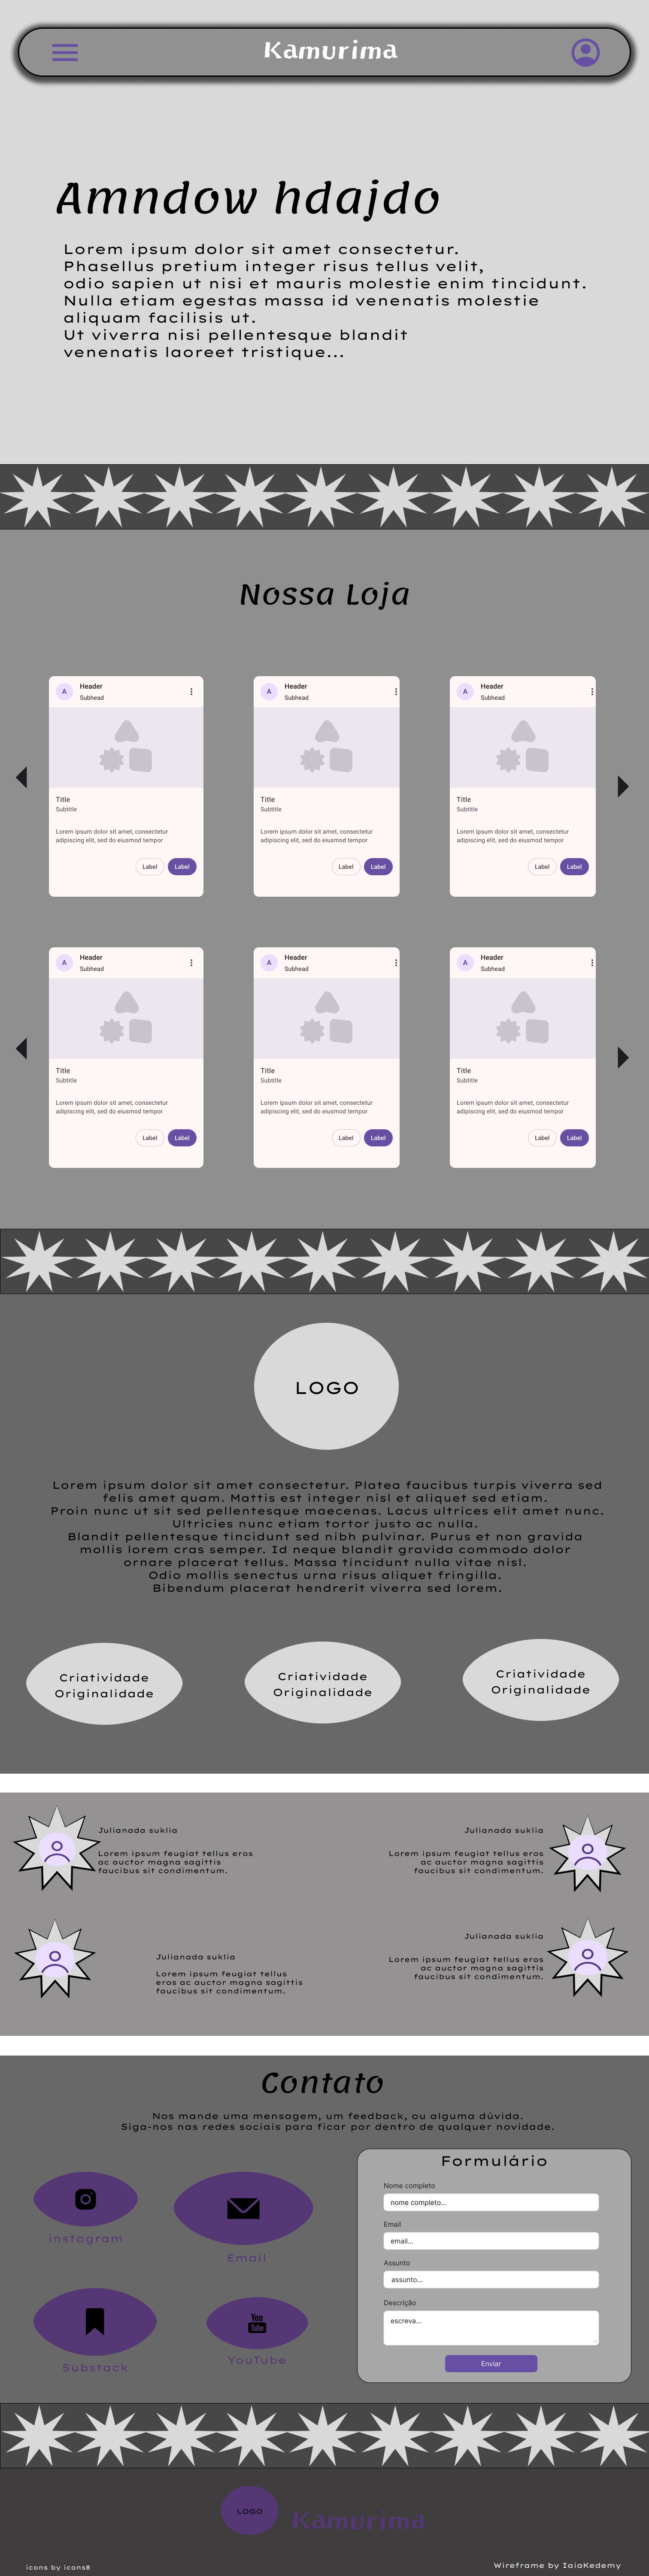 Kamurima
Amndow hdajdo
Lorem ipsum dolor sit amet consectetur.
Phasellus pretium integer risus tellus velit,
odio sapien ut nisi et mauris molestie enim tincidunt.
Nulla etiam egestas massa id venenatis molestie
aliquam facilisis ut.
Ut viverra nisi pellentesque blandit
venenatis laoreet tristique...
Nossa Loja
A
Header
Subhead
Title
Subtitle
Lorem ipsum dolor sit amet, consectetur
adipiscing elit, sed do eiusmod tempor
Label
Label
A
Header
Subhead
Title
Subtitle
Lorem ipsum dolor sit amet, consectetur
adipiscing elit, sed do eiusmod tempor
Label
Label
A
Header
Subhead
Title
Subtitle
Lorem ipsum dolor sit amet, consectetur
adipiscing elit, sed do eiusmod tempor
Label
Label
A
Header
Subhead
Title
Subtitle
Lorem ipsum dolor sit amet, consectetur
adipiscing elit, sed do eiusmod tempor
Label
Label
A
Header
Subhead
Title
Subtitle
Lorem ipsum dolor sit amet, consectetur
adipiscing elit, sed do eiusmod tempor
Label
Label
A
Header
Subhead
Title
Subtitle
Lorem ipsum dolor sit amet, consectetur
adipiscing elit, sed do eiusmod tempor
Label
Label
LOGO
Lorem ipsum dolor sit amet consectetur. Platea faucibus turpis viverra sed
felis amet quam. Mattis est integer nisl et aliquet sed etiam.
Proin nunc ut sit sed pellentesque maecenas. Lacus ultrices elit amet nunc.
Ultricies nunc etiam tortor justo ac nulla.
Blandit pellentesque tincidunt sed nibh pulvinar. Purus et non gravida
mollis lorem cras semper. Id neque blandit gravida commodo dolor
ornare placerat tellus. Massa tincidunt nulla vitae nisl.
Odio mollis senectus urna risus aliquet fringilla.
Bibendum placerat hendrerit viverra sed lorem.
Criatividade
Originalidade
Criatividade
Originalidade
Criatividade
Originalidade
Julianada suklia
Lorem ipsum feugiat tellus eros
ac auctor magna sagittis
faucibus sit condimentum.
Julianada suklia
Lorem ipsum feugiat tellus eros
ac auctor magna sagittis
faucibus sit condimentum.
Julianada suklia
Lorem ipsum feugiat tellus
eros ac auctor magna sagittis
faucibus sit condimentum.
Julianada suklia
Lorem ipsum feugiat tellus eros
ac auctor magna sagittis
faucibus sit condimentum.
Contato
Nos mande uma mensagem, um feedback, ou alguma dúvida.
Siga-nos nas redes sociais para ficar por dentro de qualquer novidade.
instagram
Email
Substack
You
Tube
YouTube
Formulário
Nome completo
nome completo...
Email
email...
Assunto
assunto...
Descrição
escreva...
Enviar
LOGO
Kamurima
icons by icons8
Wireframe by IaiaKedemy